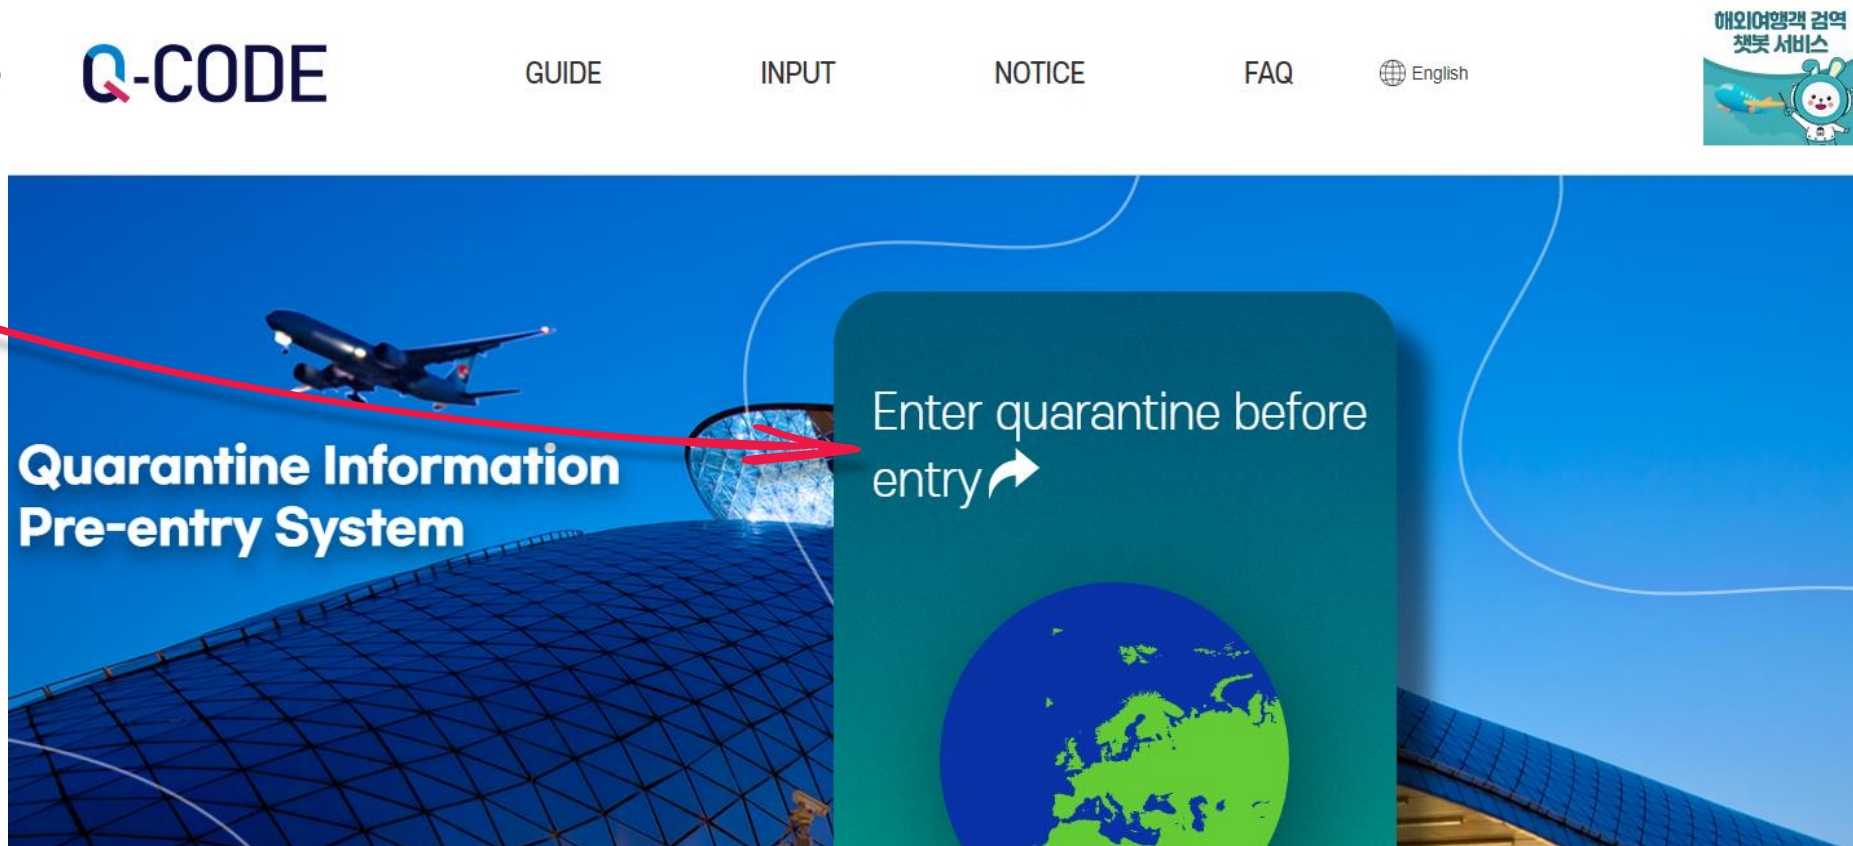 Q-CODE
GUIDE
INPUT
NOTICE
FAQ
English
해외여행객 검역
챗봇 서비스
Quarantine Information
Pre-entry System
Enter quarantine before
entry